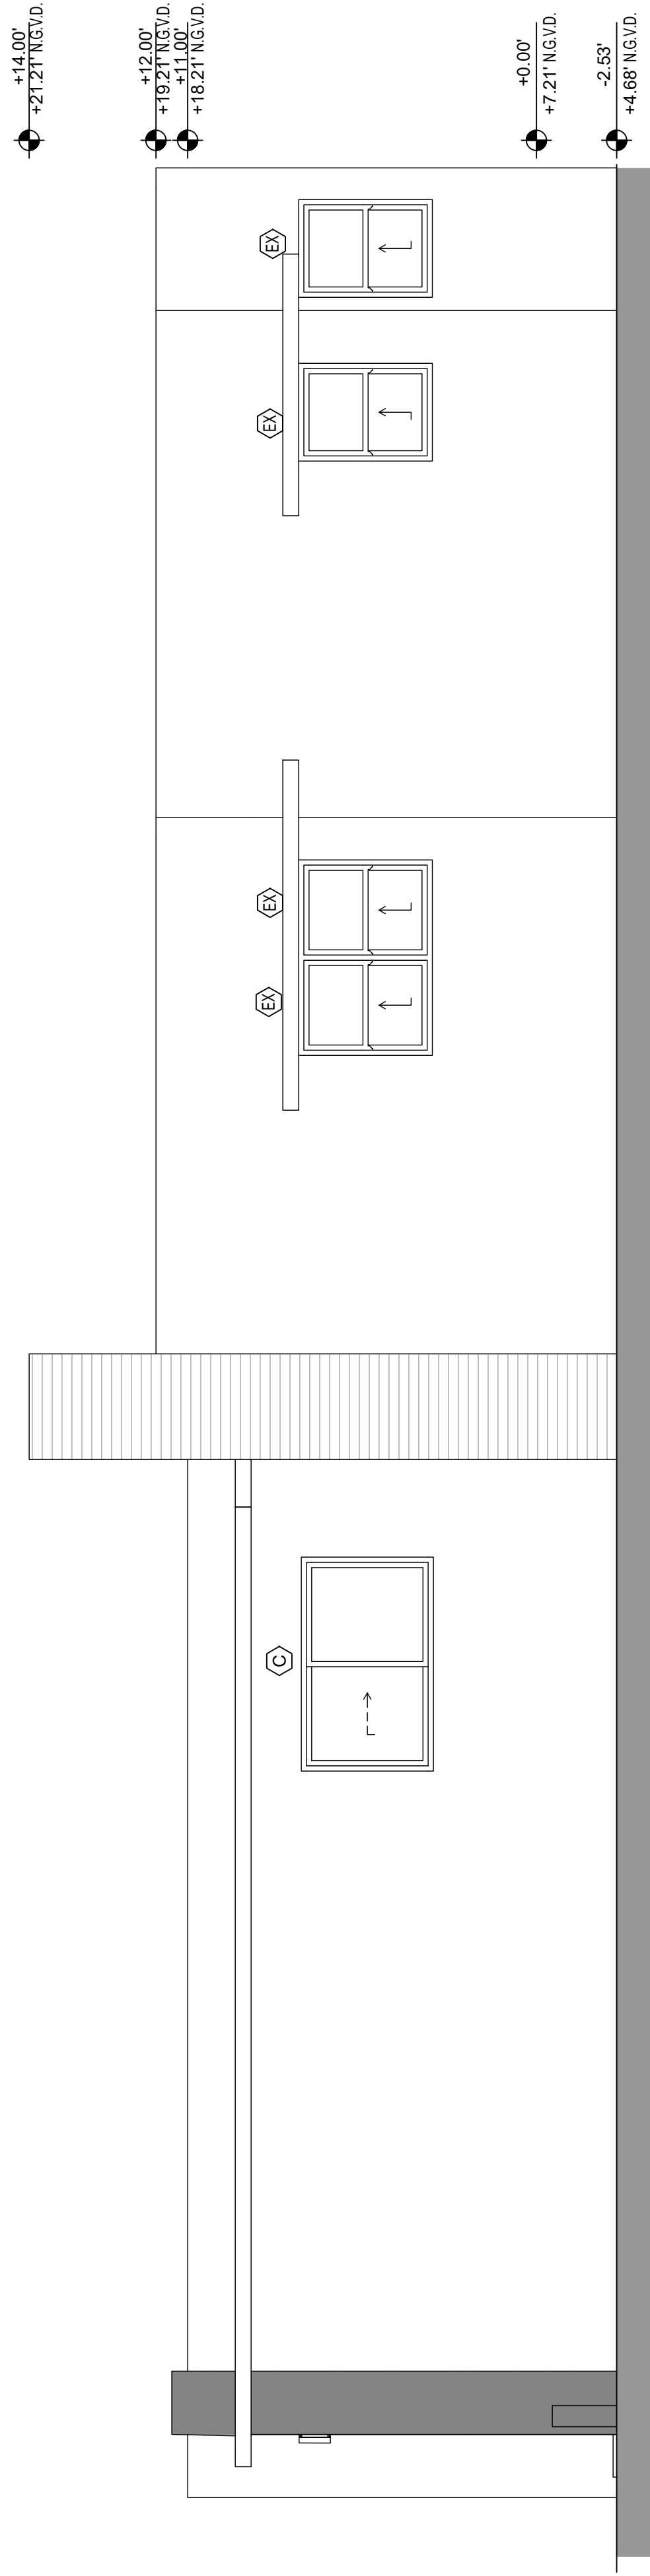 +14.00'
+21.21' N.G.V.D.
+12.00'
+19.21' N.G.V.D.
+11.00'
+18.21' N.G.V.D.
+0.00'
+7.21' N.G.V.D.
-2.53'
+4.68' N.G.V.D.
C
EX
EX
EX
EX